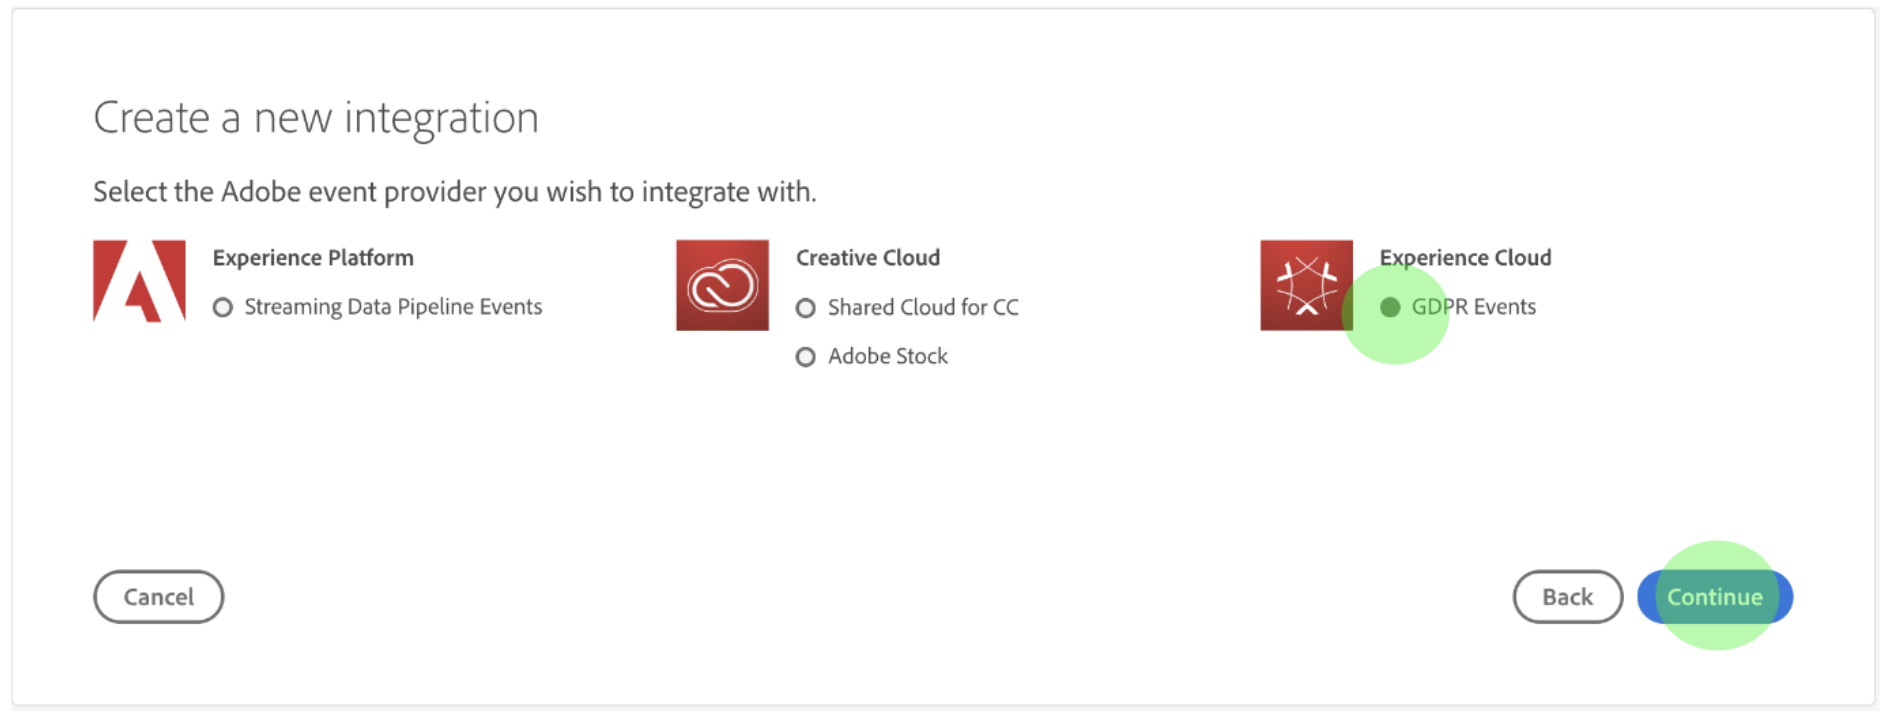 Create a new integration
Select the Adobe event provider you wish to integrate with.
Experience Platform
Streaming Data Pipeline Events
Creative Cloud
Shared Cloud for CC
Adobe Stock
Experience Cloud
GDPR Events
Cancel
Back
Continue